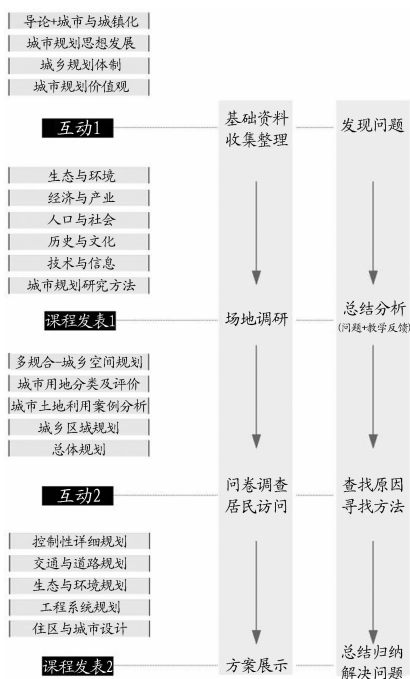 导论+城市与城镇化
城市规划思想发展
城乡规划体制
城市规划价值观
互动1
基础资料
收集整理
发现问题
生态与环境
经济与产业
人口与社会
历史与文化
技术与信息
城市规划研究方法
课程发表1
场地调研
总结分析
(问题+教学反馈)
多规合一城乡空间规划
城市用地分类及评价
城市土地利用案例分析
城乡区域规划
总体规划
互动2
问卷调查
居民访问
查找原因
寻找方法
控制性详细规划
交通与道路规划
生态与环境规划
工程系统规划
住区与城市设计
课程发表2
方案展示
总结归纳
解决问题